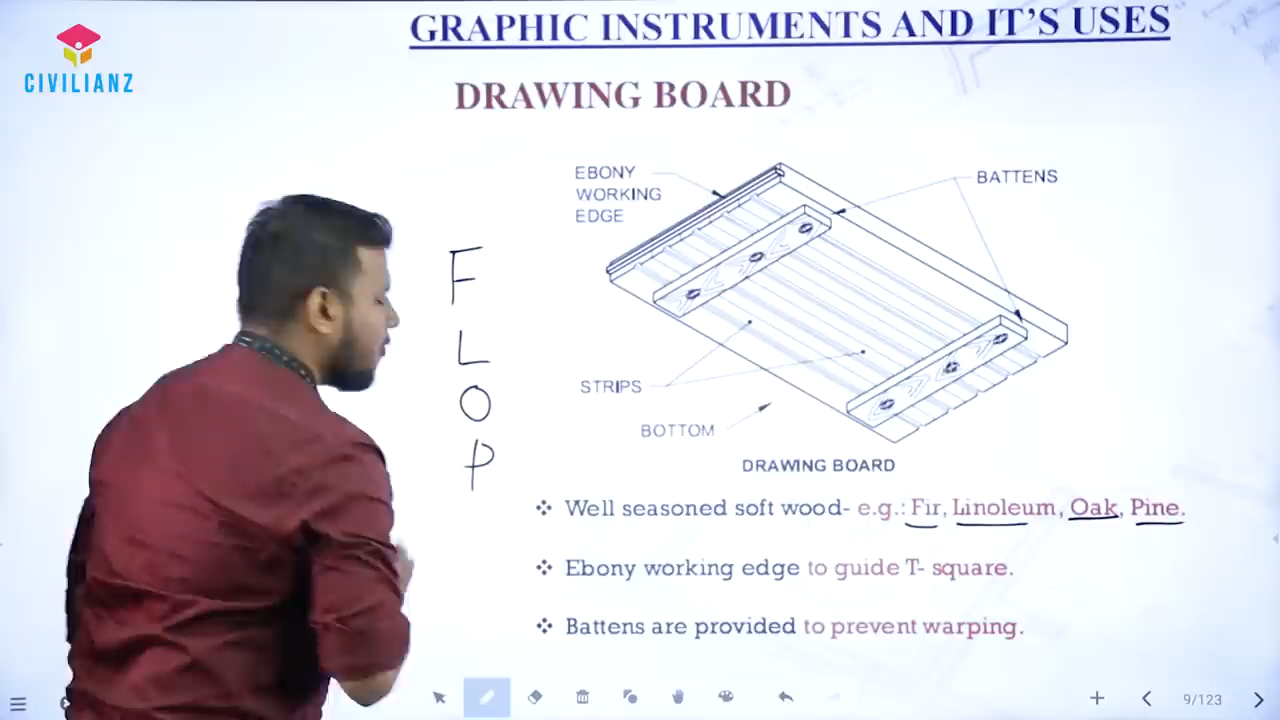 GRAPHIC INSTRUMENTS AND IT'S USES
CIVILIANZ
DRAWING BOARD
EBONY
WORKING
EDGE
BATTENS
F
L
O
P
STRIPS
BOTTOM
DRAWING BOARD
❖ Well seasoned soft wood- e.g.: Fir, Linoleum, Oak, Pine.
❖ Ebony working edge to guide T- square.
❖ Battens are provided to prevent warping.
9/123